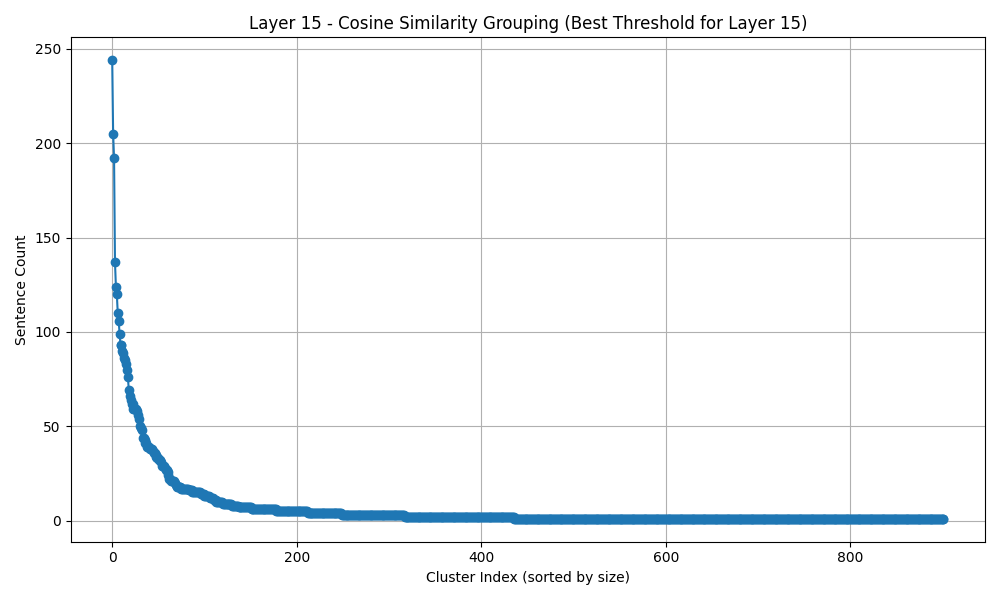 Layer 15 - Cosine Similarity Grouping (Best Threshold for Layer 15)
250
200
150
100
50
0
Sentence Count
0 200 400 600 800
Cluster Index (sorted by size)